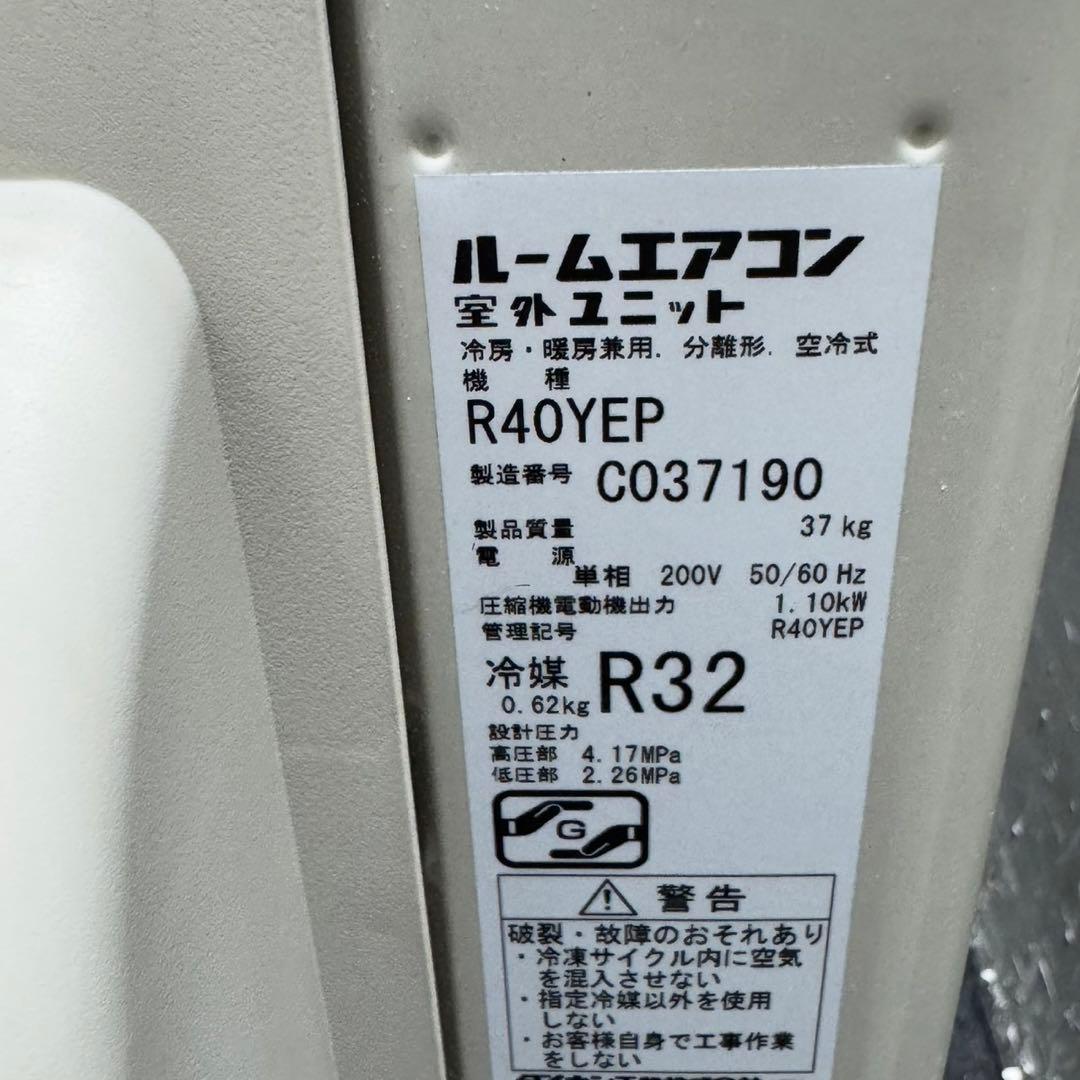 ルームエアコン
室外ユニット
冷房・暖房兼用．分離形．空冷式
機　種
R40YEP
製造番号 C037190
製品質量 37kg
電　源
単相 200V 50/60 Hz
圧縮機電動機出力 1.10kW
管理記号 R40YEP
冷媒 R32
0.62kg
設計圧力
高圧部 4.17MPa
低圧部 2.26MPa
G
警告
破裂・故障のおそれあり
・冷凍サイクル内に空気
を混入させない
・指定冷媒以外を使用
しない
・お客様自身で工事作業
をしない